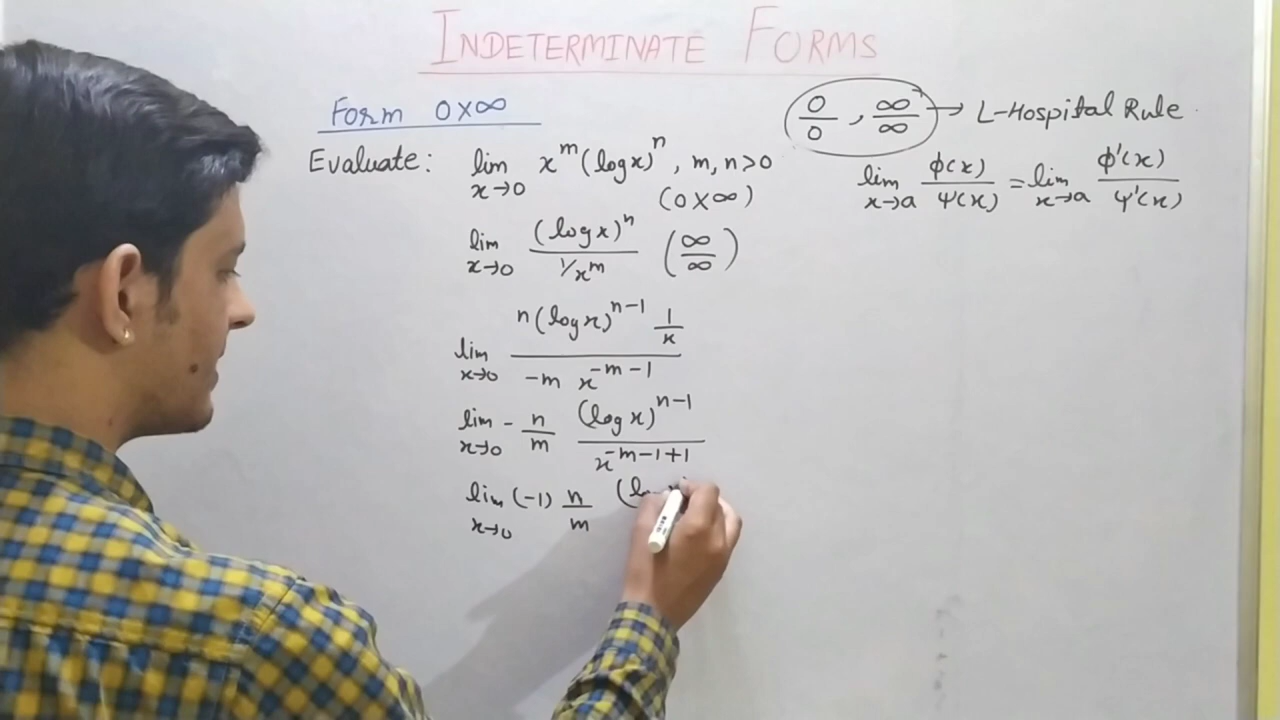 INDETERMINATE FORMS
Form 0×∞
0/0 , ∞/∞ → L-Hospital Rule
Evaluate: lim x→0 x^m (log x)^n , m, n>0
(0×∞)
lim x→a φ(x)/ψ(x) = lim x→a φ'(x)/ψ'(x)
lim x→0 (log x)^n / 1/x^m (∞/∞)
lim x→0 n(log x)^n-1 1/x / -m x^-m-1
lim x→0 - n/m (log x)^n-1 / x^-m-1+1
lim x→0 (-1) n/m